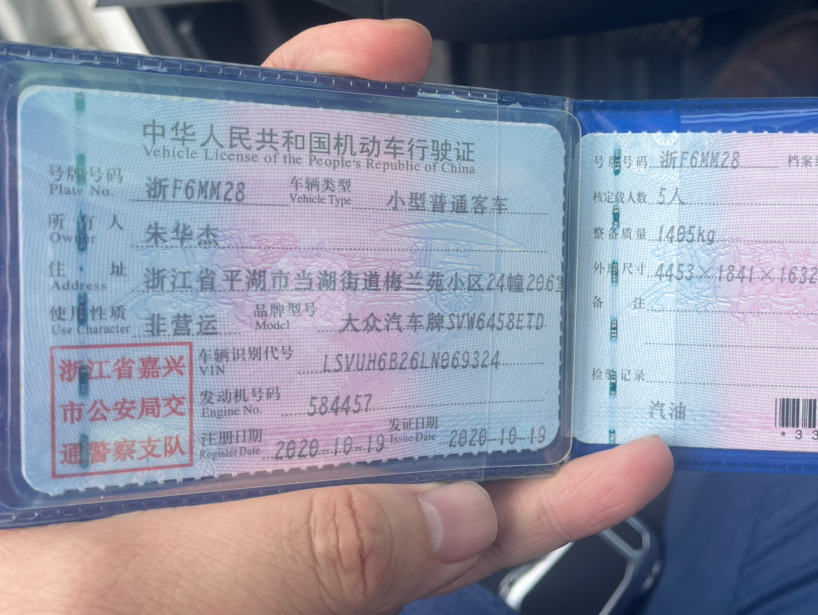 中华人民共和国机动车行驶证
Vehicle License of the People's Republic of China
号牌号码 浙F6MM28 车辆类型 小型普通客车
Plate No. Vehicle Type
所有人 朱华杰
Owner
住址 浙江省平湖市当湖街道梅兰苑小区24幢206室
Address
使用性质 非营运 品牌型号 大众汽车牌SVW6458ETD
Use Character Model
浙江省嘉兴
市公安局交
通警察支队
车辆识别代号 LSVUH6B26LN069324
VIN
发动机号码 584457
Engine No.
注册日期 2020-10-19 发证日期 2020-10-19
Register Date Issue Date
号牌号码 浙F6MM28 档案
核定载人数 5人
整备质量 1405kg
外廓尺寸 4453×1841×1632
备注
检验记录
汽油
*33